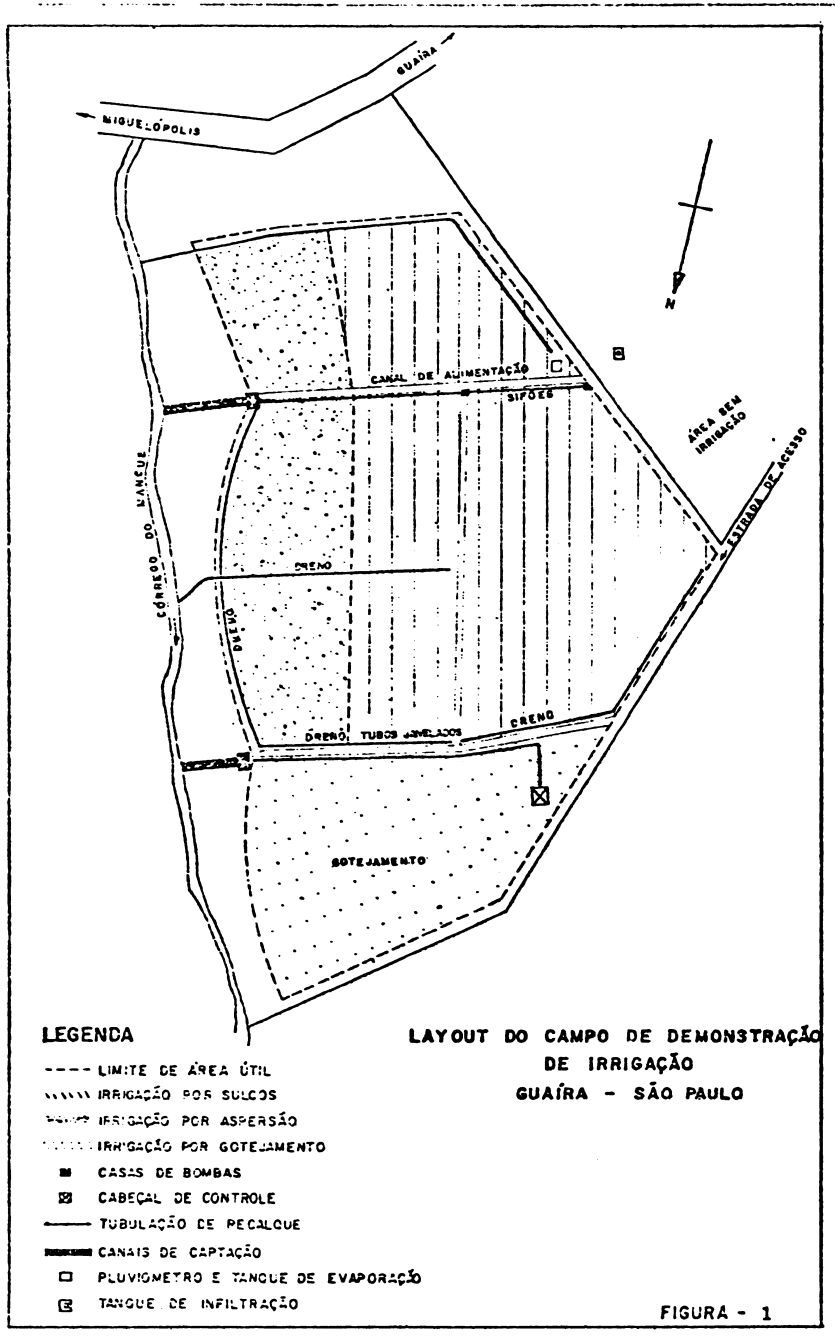 GUAÍRA
MIGUELÓPOLIS
N
CANAL DE ALIMENTAÇÃO
SIFÕES
ÁREA SEM
IRRIGAÇÃO
ESTRADA DE ACESSO
CÓRREGO DO MANGUE
DRENO
DRENO
DRENO
DRENO TUBOS JANELADOS
GOTEJAMENTO
LEGENDA
LIMITE DE ÁREA ÚTIL
IRRIGAÇÃO POR SULCOS
IRRIGAÇÃO POR ASPERSÃO
IRRIGAÇÃO POR GOTEJAMENTO
CASAS DE BOMBAS
CABEÇAL DE CONTROLE
TUBULAÇÃO DE RECALQUE
CANAIS DE CAPTAÇÃO
PLUVIOMETRO E TANQUE DE EVAPORAÇÃO
TANQUE DE INFILTRAÇÃO
LAYOUT DO CAMPO DE DEMONSTRAÇÃO
DE IRRIGAÇÃO
GUAÍRA - SÃO PAULO
FIGURA - 1